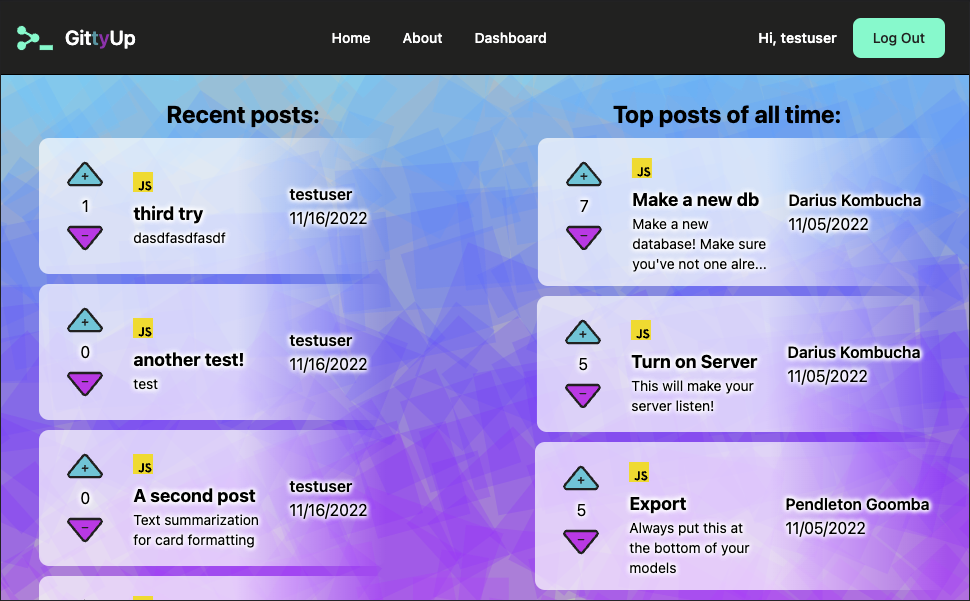 GittyUp
Home About Dashboard
Hi, testuser
Log Out
Recent posts:
+
1
−
JS
third try
dasdfasdfasdf
testuser
11/16/2022
+
0
−
JS
another test!
test
testuser
11/16/2022
+
0
−
JS
A second post
Text summarization
for card formatting
testuser
11/16/2022
Top posts of all time:
+
7
−
JS
Make a new db
Make a new
database! Make sure
you've not one alre...
Darius Kombucha
11/05/2022
+
5
−
JS
Turn on Server
This will make your
server listen!
Darius Kombucha
11/05/2022
+
5
−
JS
Export
Always put this at
the bottom of your
models
Pendleton Goomba
11/05/2022